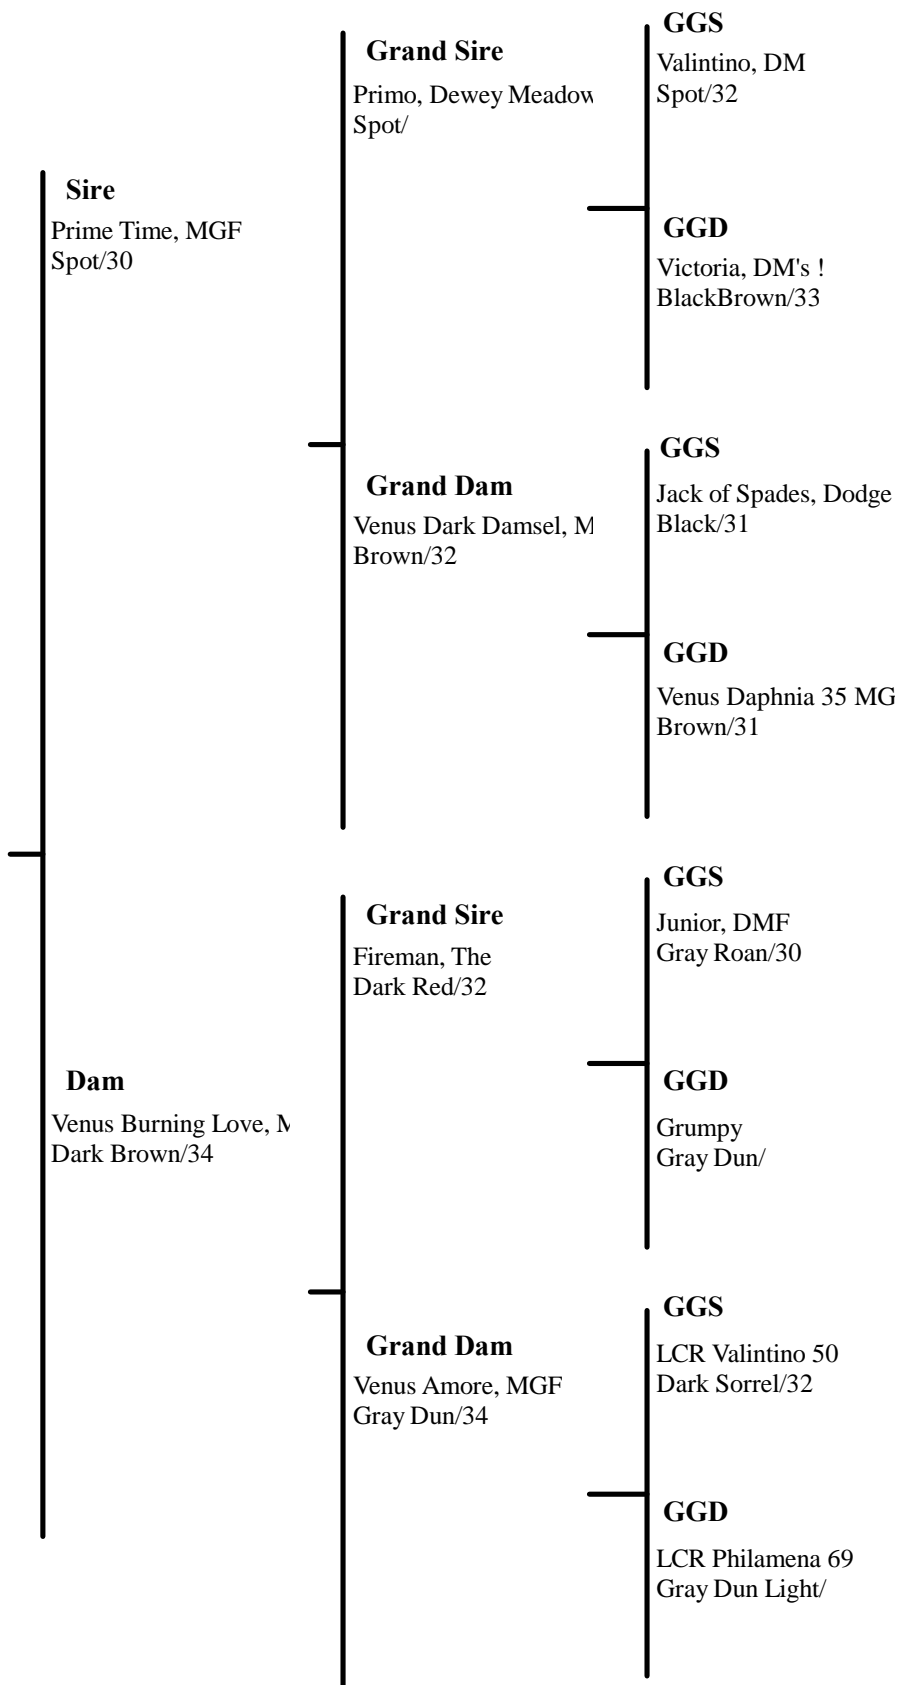 Sire
Prime Time, MGF
Spot/30
Dam
Venus Burning Love, M
Dark Brown/34
Grand Sire
Primo, Dewey Meadow
Spot/
Grand Dam
Venus Dark Damsel, M
Brown/32
Grand Sire
Fireman, The
Dark Red/32
Grand Dam
Venus Amore, MGF
Gray Dun/34
GGS
Valintino, DM
Spot/32
GGD
Victoria, DM's !
BlackBrown/33
GGS
Jack of Spades, Dodge
Black/31
GGD
Venus Daphnia 35 MG
Brown/31
GGS
Junior, DMF
Gray Roan/30
GGD
Grumpy
Gray Dun/
GGS
LCR Valintino 50
Dark Sorrel/32
GGD
LCR Philamena 69
Gray Dun Light/